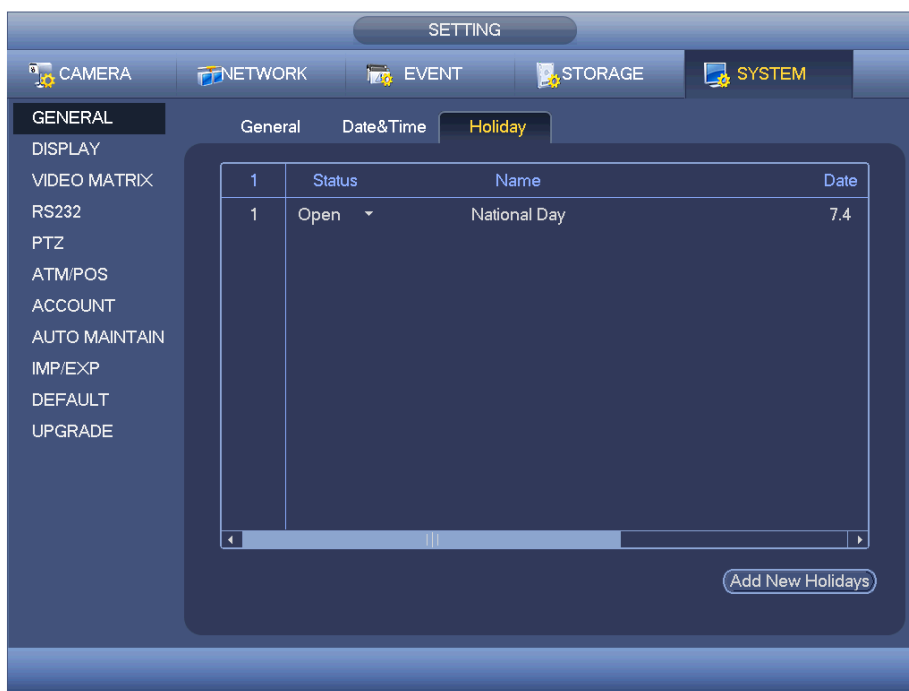 SETTING
CAMERA NETWORK EVENT STORAGE SYSTEM
GENERAL
DISPLAY
VIDEO MATRIX
RS232
PTZ
ATM/POS
ACCOUNT
AUTO MAINTAIN
IMP/EXP
DEFAULT
UPGRADE
General Date&Time Holiday
1 Status Name Date
1 Open National Day 7.4
Add New Holidays